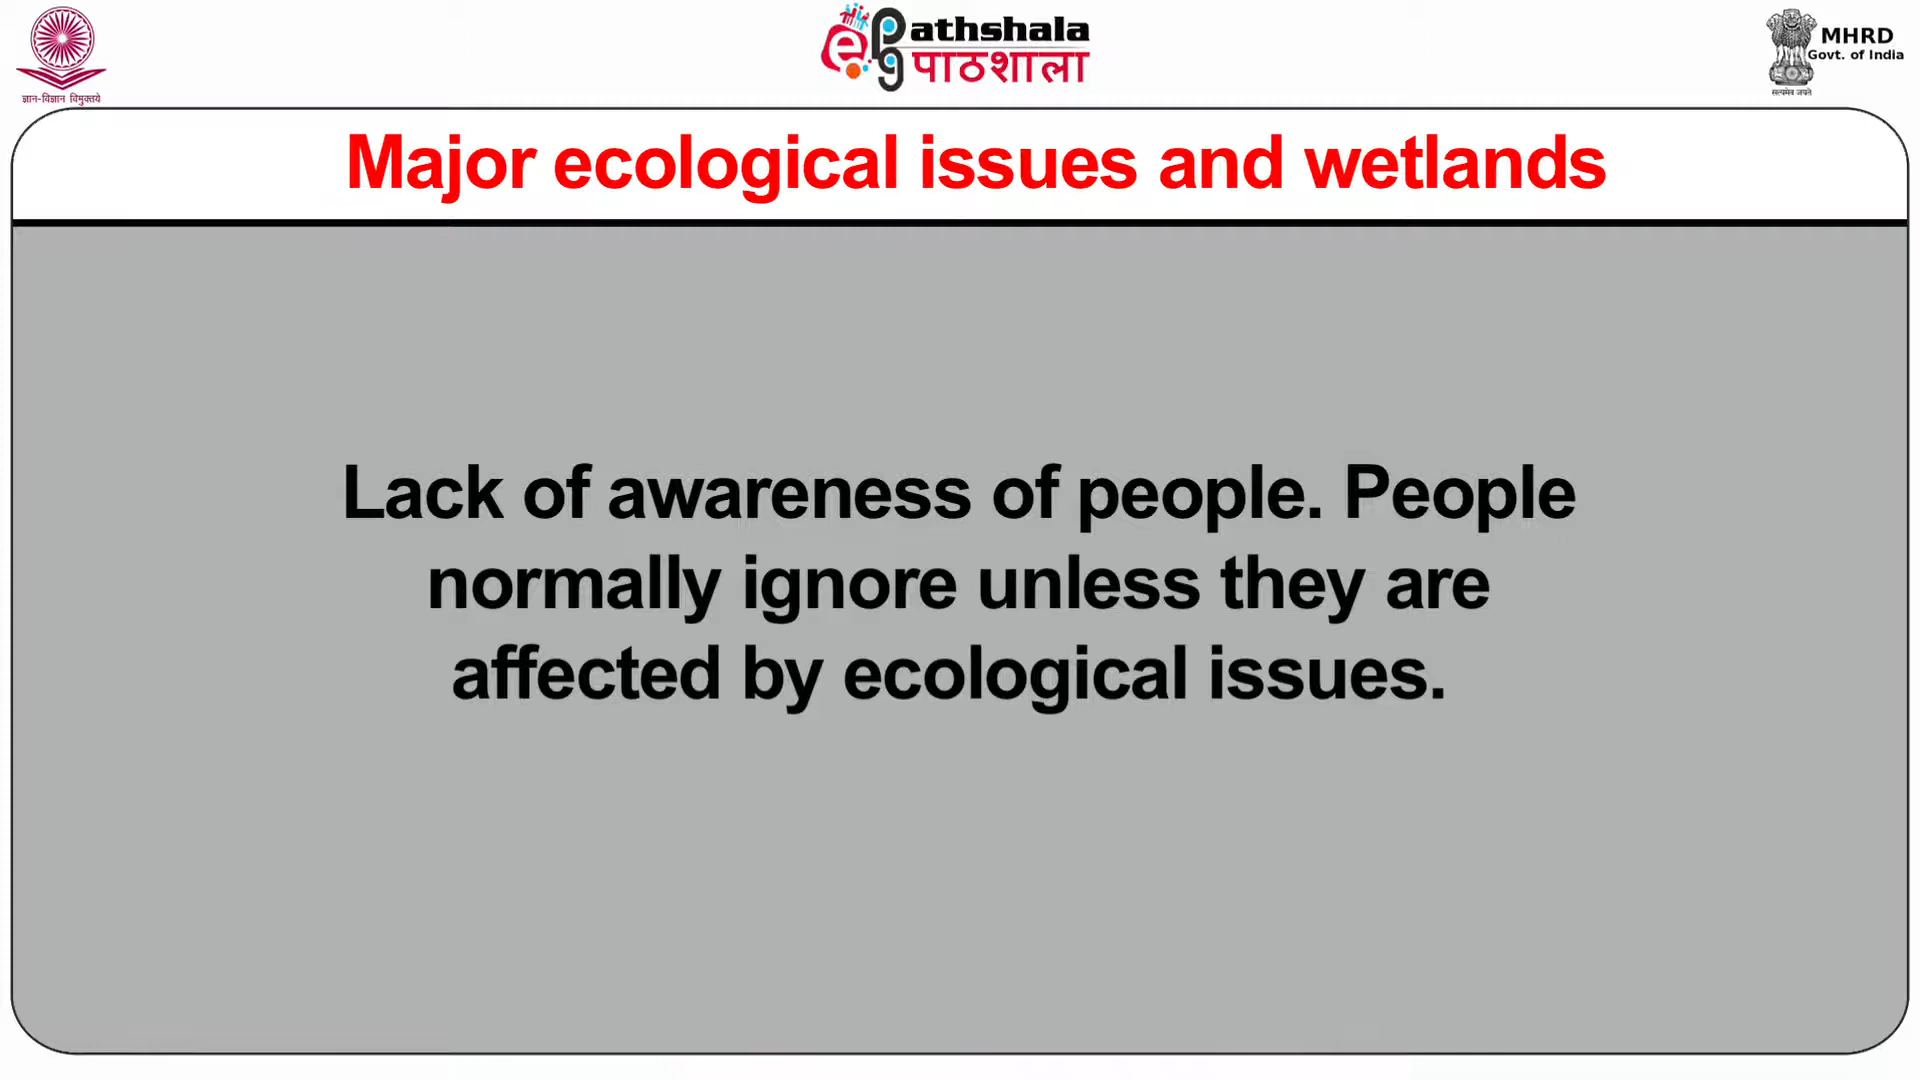 ज्ञान-विज्ञान विमुक्तये
ePGathshala
पाठशाला
MHRD
Govt. of India
सत्यमेव जयते
Major ecological issues and wetlands
Lack of awareness of people. People
normally ignore unless they are
affected by ecological issues.